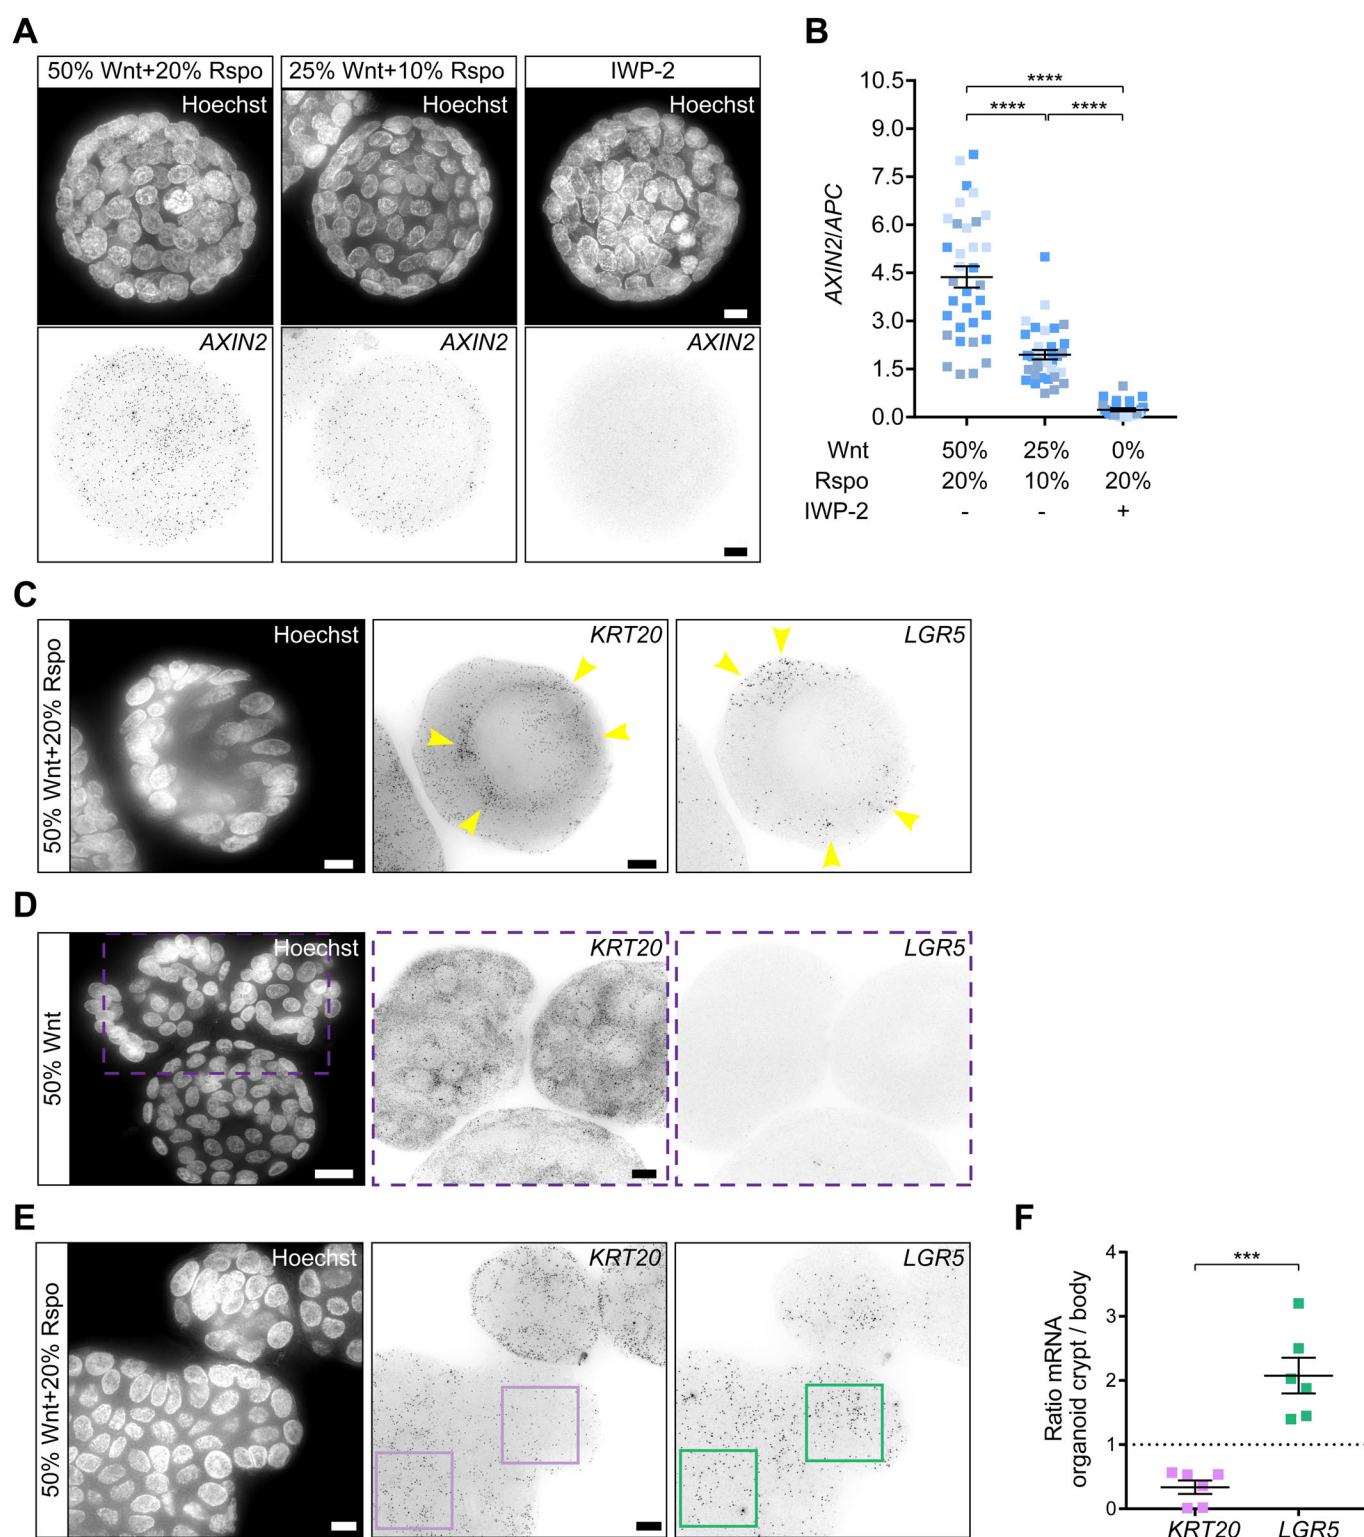 A
50% Wnt+20% Rspo
25% Wnt+10% Rspo
IWP-2
Hoechst
Hoechst
Hoechst
AXIN2
AXIN2
AXIN2
B
AXIN2/APC
10.5
9.0
7.5
6.0
4.5
3.0
1.5
0.0
****
**** ****
Wnt 50% 25% 0%
Rspo 20% 10% 20%
IWP-2 - - +
C
50% Wnt+20% Rspo
Hoechst
KRT20
LGR5
D
50% Wnt
Hoechst
KRT20
LGR5
E
50% Wnt+20% Rspo
Hoechst
KRT20
LGR5
F
Ratio mRNA
organoid crypt / body
4
3
2
1
0
***
KRT20 LGR5